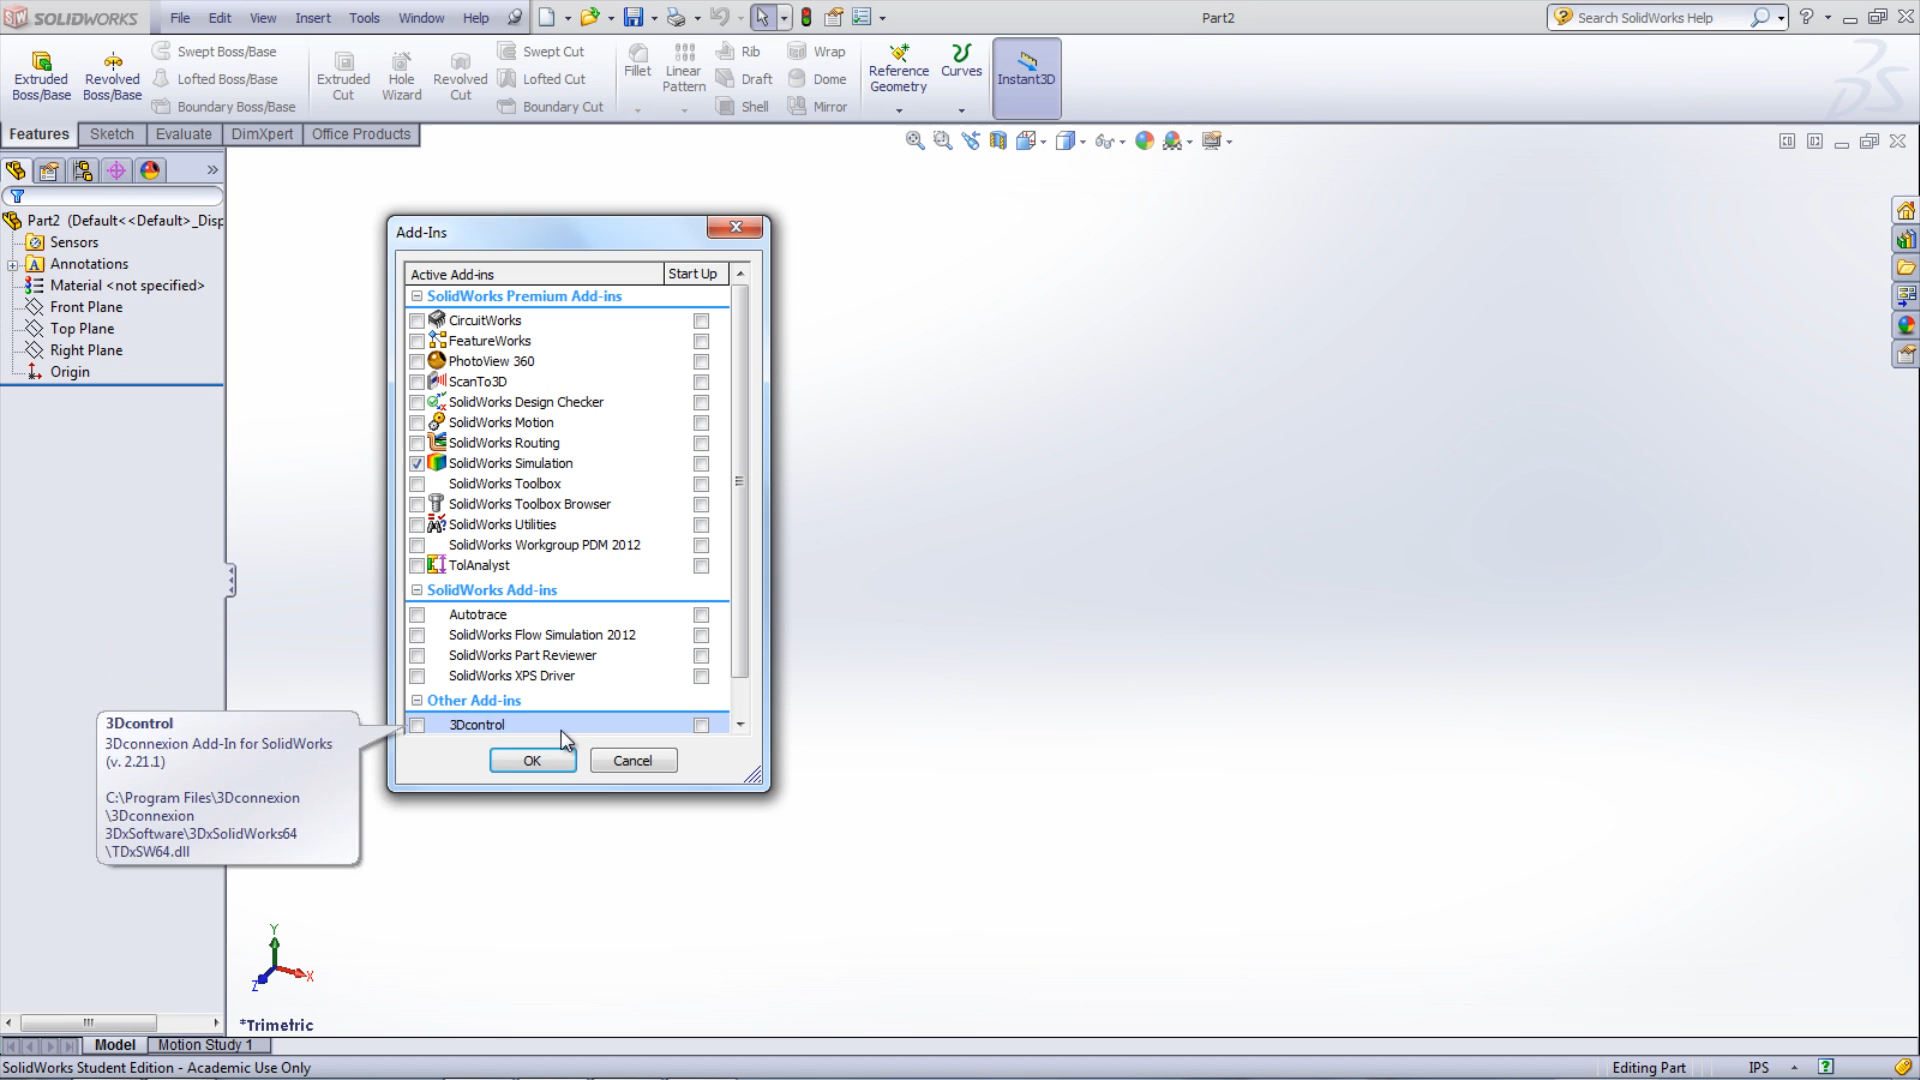 SOLIDWORKS File Edit View Insert Tools Window Help Part2 Search SolidWorks Help
Extruded Boss/Base
Revolved Boss/Base
Swept Boss/Base
Lofted Boss/Base
Boundary Boss/Base
Extruded Cut
Hole Wizard
Revolved Cut
Swept Cut
Lofted Cut
Boundary Cut
Fillet
Linear Pattern
Rib
Draft
Shell
Wrap
Dome
Mirror
Reference Geometry
Curves
Instant3D
Features Sketch Evaluate DimXpert Office Products
Part2 (Default<<Default>_Disp
Sensors
Annotations
Material <not specified>
Front Plane
Top Plane
Right Plane
Origin
Add-Ins
Active Add-ins Start Up
SolidWorks Premium Add-ins
CircuitWorks
FeatureWorks
PhotoView 360
ScanTo3D
SolidWorks Design Checker
SolidWorks Motion
SolidWorks Routing
SolidWorks Simulation
SolidWorks Toolbox
SolidWorks Toolbox Browser
SolidWorks Utilities
SolidWorks Workgroup PDM 2012
TolAnalyst
SolidWorks Add-ins
Autotrace
SolidWorks Flow Simulation 2012
SolidWorks Part Reviewer
SolidWorks XPS Driver
Other Add-ins
3Dcontrol
OK Cancel
3Dcontrol
3Dconnexion Add-In for SolidWorks
(v. 2.21.1)
C:\Program Files\3Dconnexion
\3Dconnexion
3DxSoftware\3DxSolidWorks64
\TDxSW64.dll
Y
X
Z
*Trimetric
Model Motion Study 1
SolidWorks Student Edition - Academic Use Only Editing Part IPS